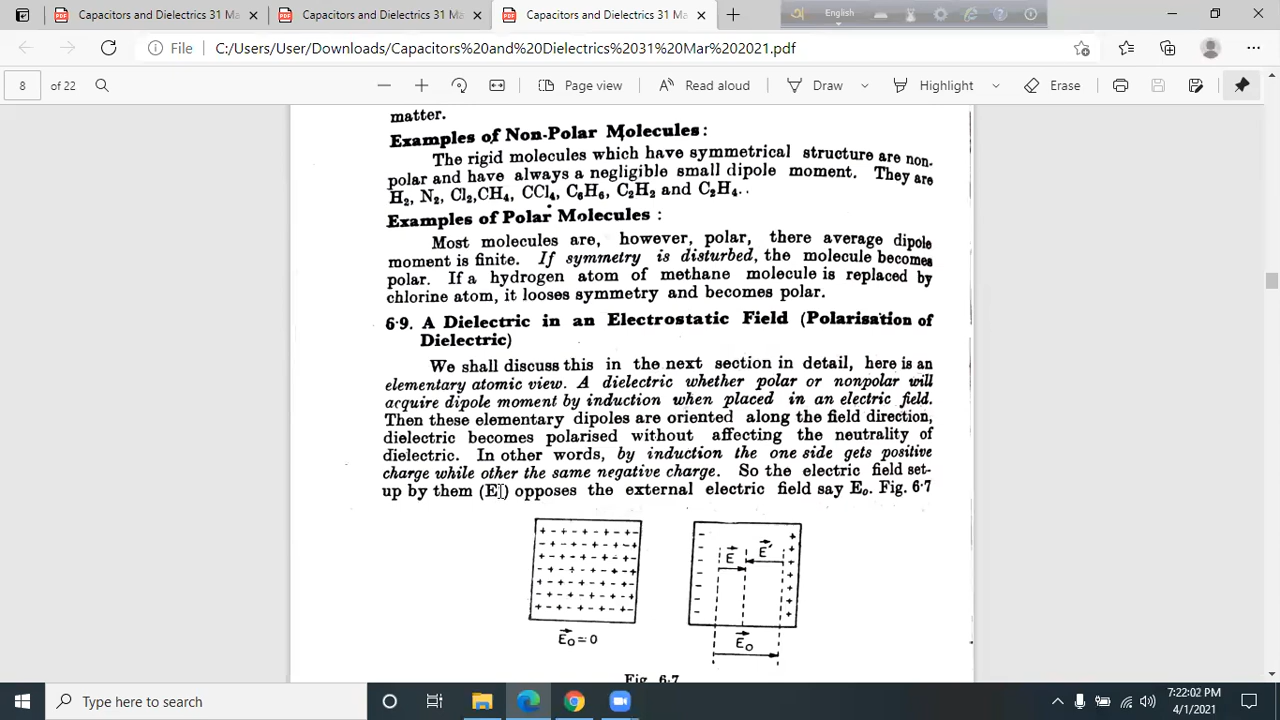 Capacitors and Dielectrics 31 Ma
Capacitors and Dielectrics 31 Ma
Capacitors and Dielectrics 31 Ma
English
File
C:/Users/User/Downloads/Capacitors%20and%20Dielectrics%2031%20Mar%202021.pdf
8 of 22
Page view
Read aloud
Draw
Highlight
Erase
matter.
Examples of Non-Polar Molecules:
The rigid molecules which have symmetrical structure are non-
polar and have always a negligible small dipole moment. They are
H₂, N₂, Cl₂,CH₄, CCl₄, C₆H₆, C₂H₂ and C₂H₄..
Examples of Polar Molecules :
Most molecules are, however, polar, there average dipole
moment is finite. If symmetry is disturbed, the molecule becomes
polar. If a hydrogen atom of methane molecule is replaced by
chlorine atom, it looses symmetry and becomes polar.
6·9. A Dielectric in an Electrostatic Field (Polarisation of
Dielectric)
We shall discuss this in the next section in detail, here is an
elementary atomic view. A dielectric whether polar or nonpolar will
acquire dipole moment by induction when placed in an electric field.
Then these elementary dipoles are oriented along the field direction,
dielectric becomes polarised without affecting the neutrality of
dielectric. In other words, by induction the one side gets positive
charge while other the same negative charge. So the electric field set-
up by them (E) opposes the external electric field say E₀. Fig. 6·7
E⃗ E⃗′
E⃗₀=0
E⃗₀
Fig 6.7
Type here to search
7:22:02 PM
4/1/2021